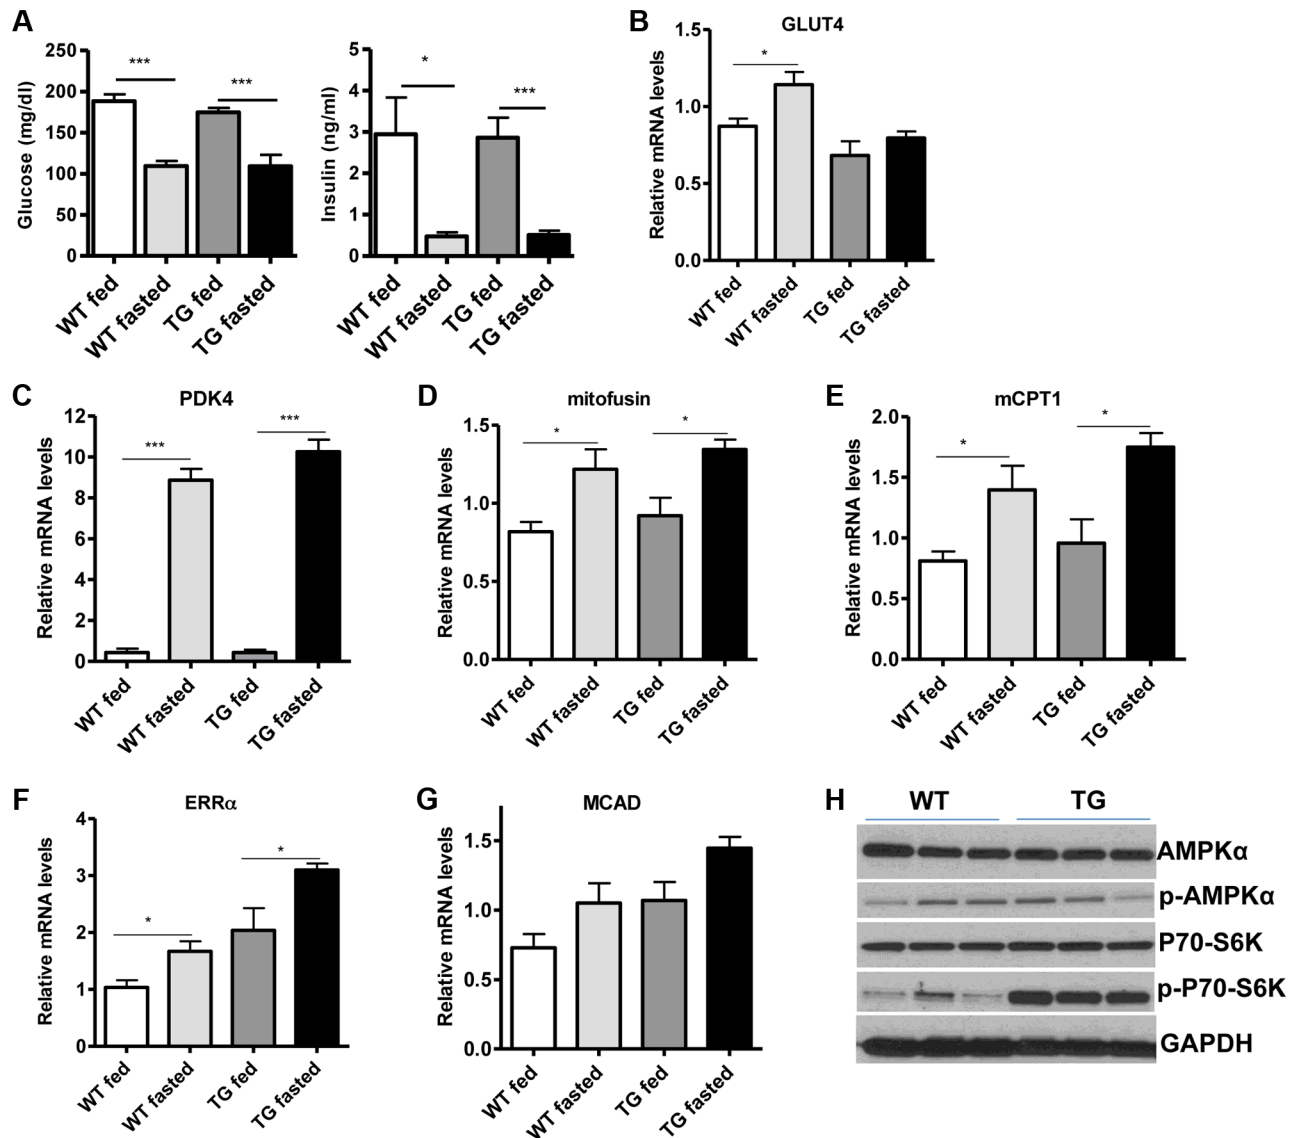 A
Glucose (mg/dl)
250
200
150
100
50
0
***
***
WT fed
WT fasted
TG fed
TG fasted
Insulin (ng/ml)
5
4
3
2
1
0
*
***
WT fed
WT fasted
TG fed
TG fasted
B
GLUT4
Relative mRNA levels
1.5
1.0
0.5
0.0
*
WT fed
WT fasted
TG fed
TG fasted
C
PDK4
Relative mRNA levels
12
10
8
6
4
2
0
***
***
WT fed
WT fasted
TG fed
TG fasted
D
mitofusin
Relative mRNA levels
1.5
1.0
0.5
0.0
*
*
WT fed
WT fasted
TG fed
TG fasted
E
mCPT1
Relative mRNA levels
2.0
1.5
1.0
0.5
0.0
*
*
WT fed
WT fasted
TG fed
TG fasted
F
ERRα
Relative mRNA levels
4
3
2
1
0
*
*
WT fed
WT fasted
TG fed
TG fasted
G
MCAD
Relative mRNA levels
1.5
1.0
0.5
0.0
WT fed
WT fasted
TG fed
TG fasted
H
WT TG
AMPKα
p-AMPKα
P70-S6K
p-P70-S6K
GAPDH